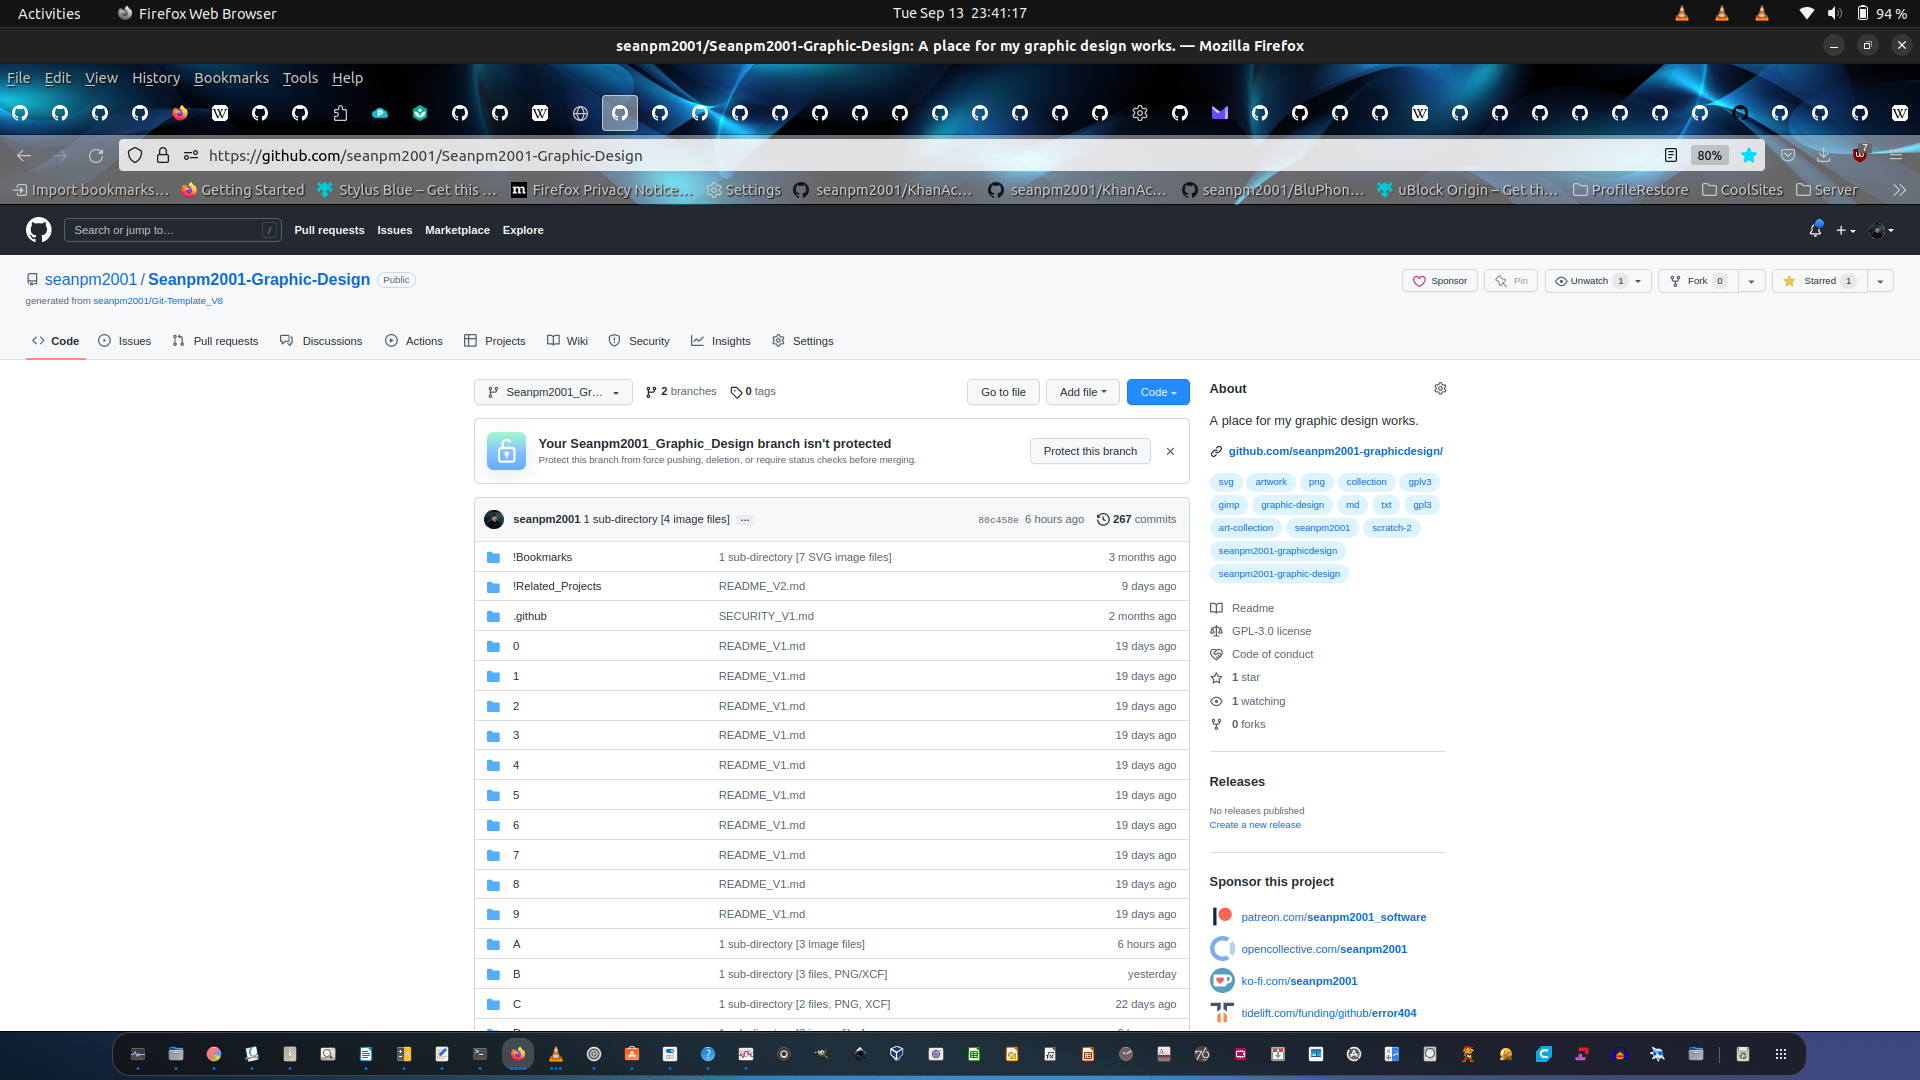 Activities Firefox Web Browser Tue Sep 13 23:41:17 94 %
seanpm2001/Seanpm2001-Graphic-Design: A place for my graphic design works. — Mozilla Firefox
File Edit View History Bookmarks Tools Help
https://github.com/seanpm2001/Seanpm2001-Graphic-Design 80% 7
Import bookmarks… Getting Started Stylus Blue – Get this … Firefox Privacy Notice… Settings seanpm2001/KhanAc… seanpm2001/KhanAc… seanpm2001/BluPhon… uBlock Origin – Get th… ProfileRestore CoolSites Server
Search or jump to… / Pull requests Issues Marketplace Explore
seanpm2001 / Seanpm2001-Graphic-Design Public Sponsor Pin Unwatch 1 Fork 0 Starred 1
generated from seanpm2001/Git-Template_V8
Code Issues Pull requests Discussions Actions Projects Wiki Security Insights Settings
Seanpm2001_Gr… 2 branches 0 tags Go to file Add file Code
Your Seanpm2001_Graphic_Design branch isn't protected
Protect this branch from force pushing, deletion, or require status checks before merging.
Protect this branch
seanpm2001 1 sub-directory [4 image files] … 80c458e 6 hours ago 267 commits
!Bookmarks 1 sub-directory [7 SVG image files] 3 months ago
!Related_Projects README_V2.md 9 days ago
.github SECURITY_V1.md 2 months ago
0 README_V1.md 19 days ago
1 README_V1.md 19 days ago
2 README_V1.md 19 days ago
3 README_V1.md 19 days ago
4 README_V1.md 19 days ago
5 README_V1.md 19 days ago
6 README_V1.md 19 days ago
7 README_V1.md 19 days ago
8 README_V1.md 19 days ago
9 README_V1.md 19 days ago
A 1 sub-directory [3 image files] 6 hours ago
B 1 sub-directory [3 files, PNG/XCF] yesterday
C 1 sub-directory [2 files, PNG, XCF] 22 days ago
About
A place for my graphic design works.
github.com/seanpm2001-graphicdesign/
svg artwork png collection gplv3
gimp graphic-design md txt gpl3
art-collection seanpm2001 scratch-2
seanpm2001-graphicdesign
seanpm2001-graphic-design
Readme
GPL-3.0 license
Code of conduct
1 star
1 watching
0 forks
Releases
No releases published
Create a new release
Sponsor this project
patreon.com/seanpm2001_software
opencollective.com/seanpm2001
ko-fi.com/seanpm2001
tidelift.com/funding/github/error404